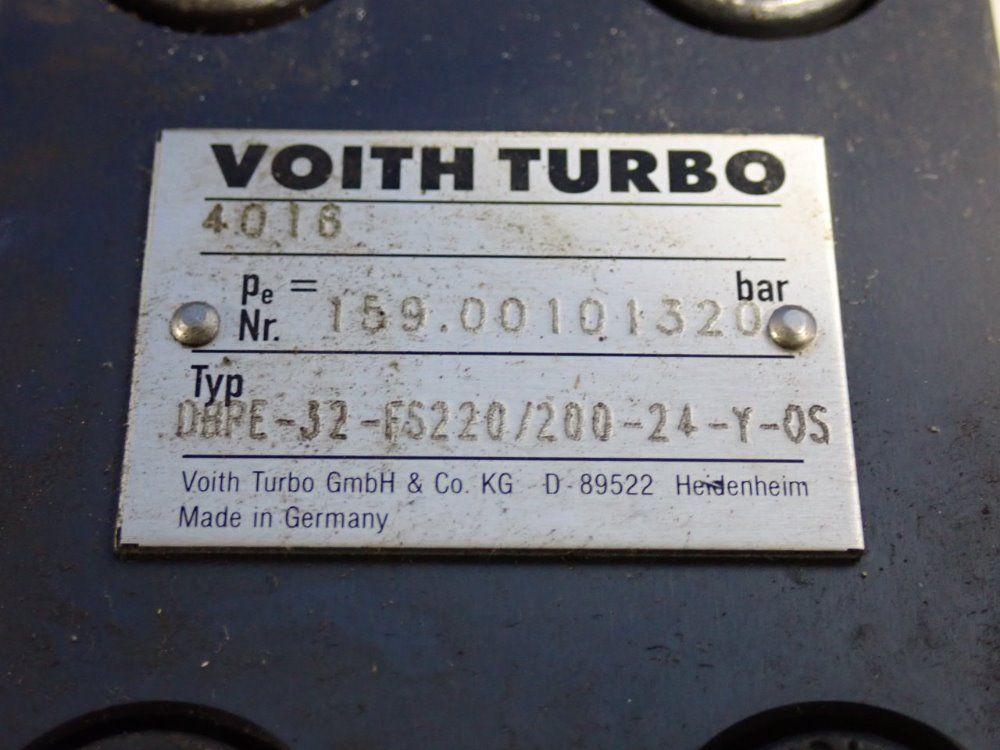 VOITH TURBO
4016
pe = bar
Nr. 159.00101320
Typ
DBPE-32-FS220/200-24-Y-OS
Voith Turbo GmbH & Co. KG D-89522 Heidenheim
Made in Germany